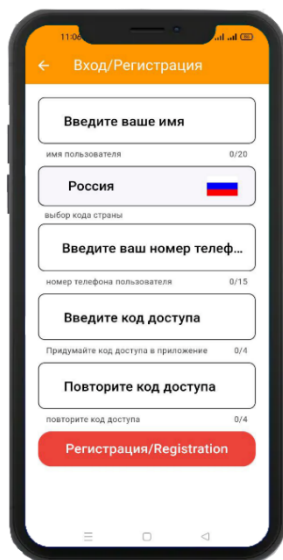 11:06
Вход/Регистрация
Введите ваше имя
имя пользователя 0/20
Россия
выбор кода страны
Введите ваш номер телеф...
номер телефона пользователя 0/15
Введите код доступа
Придумайте код доступа в приложение 0/4
Повторите код доступа
повторите код доступа 0/4
Регистрация/Registration